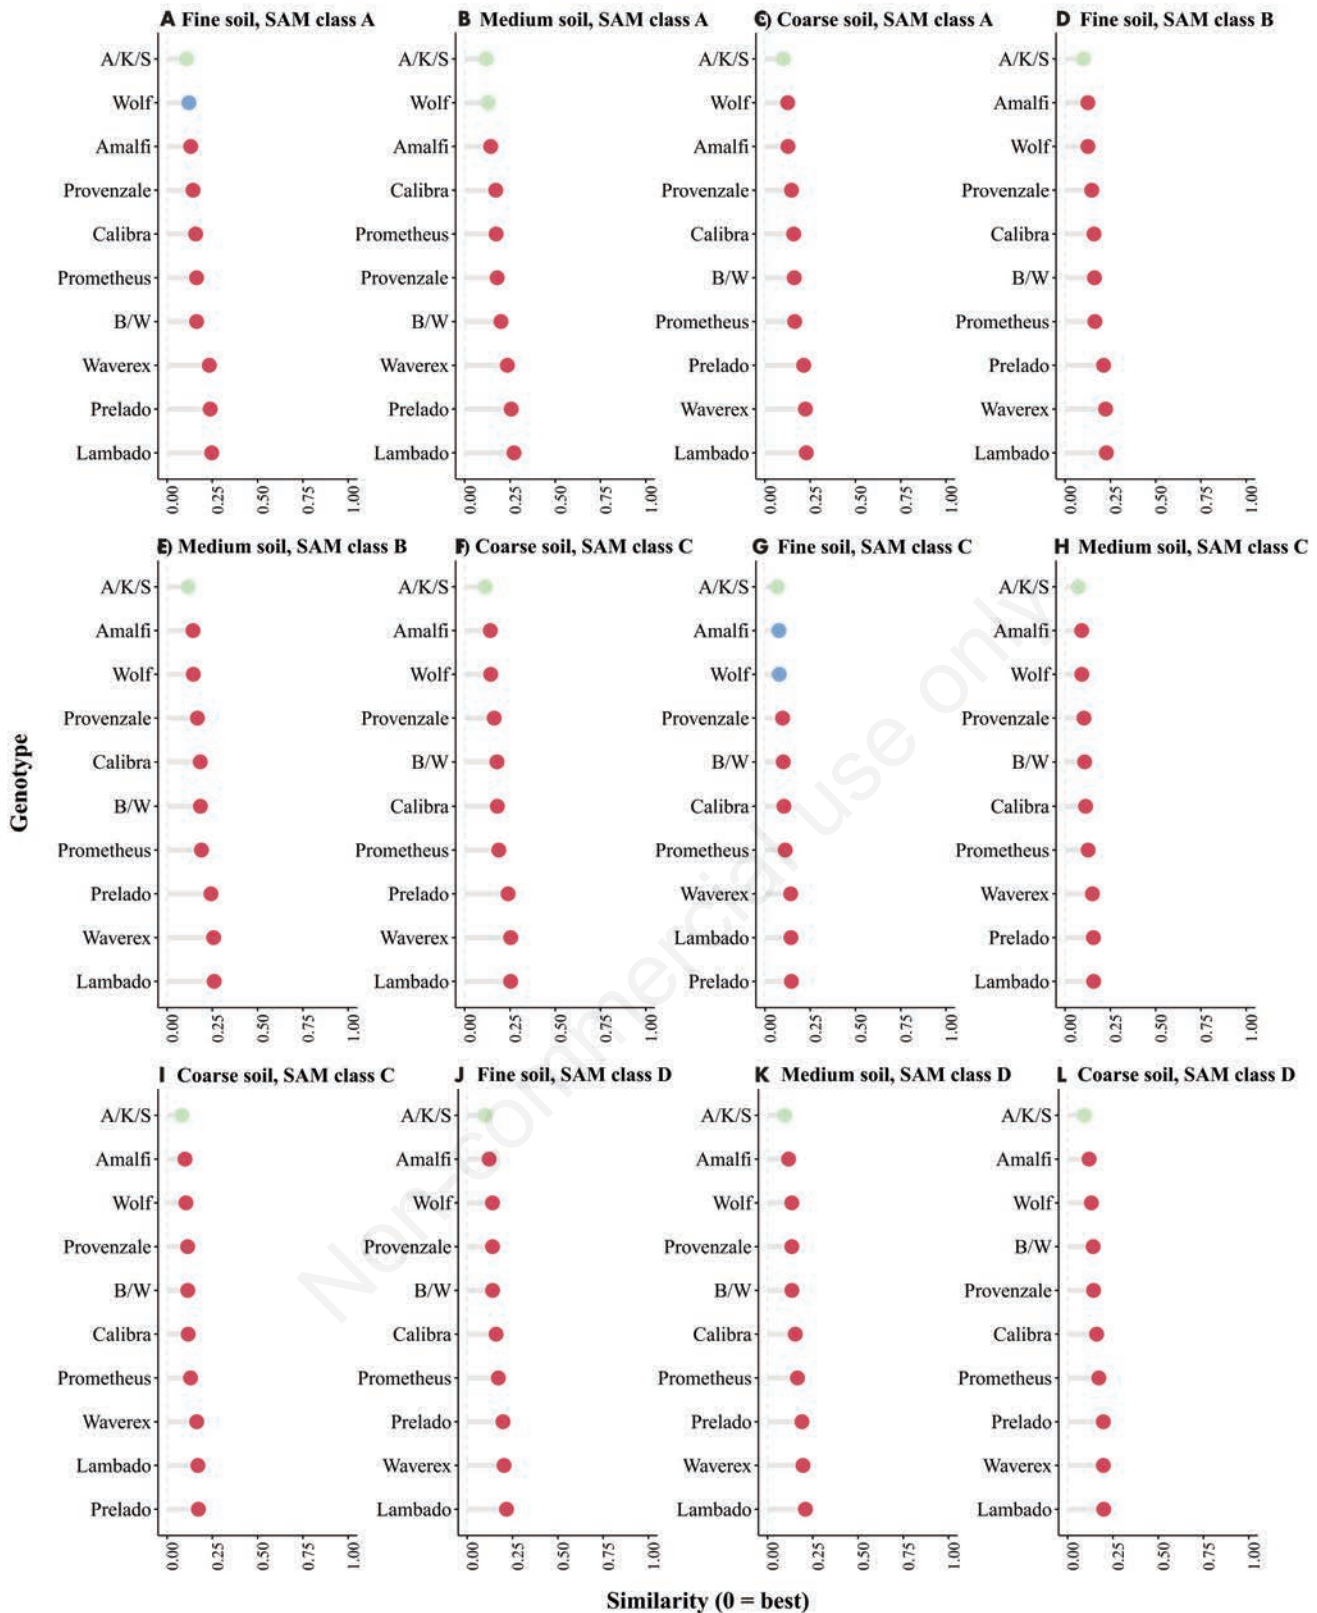 A Fine soil, SAM class A
A/K/S
Wolf
Amalfi
Provenzale
Calibra
Prometheus
B/W
Waverex
Prelado
Lambado
0.00 0.25 0.50 0.75 1.00
B Medium soil, SAM class A
A/K/S
Wolf
Amalfi
Calibra
Prometheus
Provenzale
B/W
Waverex
Prelado
Lambado
0.00 0.25 0.50 0.75 1.00
C) Coarse soil, SAM class A
A/K/S
Wolf
Amalfi
Provenzale
Calibra
B/W
Prometheus
Prelado
Waverex
Lambado
0.00 0.25 0.50 0.75 1.00
D Fine soil, SAM class B
A/K/S
Amalfi
Wolf
Provenzale
Calibra
B/W
Prometheus
Prelado
Waverex
Lambado
0.00 0.25 0.50 0.75 1.00
E) Medium soil, SAM class B
A/K/S
Amalfi
Wolf
Provenzale
Calibra
B/W
Prometheus
Prelado
Waverex
Lambado
0.00 0.25 0.50 0.75 1.00
F) Coarse soil, SAM class C
A/K/S
Amalfi
Wolf
Provenzale
B/W
Calibra
Prometheus
Prelado
Waverex
Lambado
0.00 0.25 0.50 0.75 1.00
G Fine soil, SAM class C
A/K/S
Amalfi
Wolf
Provenzale
B/W
Calibra
Prometheus
Waverex
Lambado
Prelado
0.00 0.25 0.50 0.75 1.00
H Medium soil, SAM class C
A/K/S
Amalfi
Wolf
Provenzale
B/W
Calibra
Prometheus
Waverex
Prelado
Lambado
0.00 0.25 0.50 0.75 1.00
I Coarse soil, SAM class C
A/K/S
Amalfi
Wolf
Provenzale
B/W
Calibra
Prometheus
Waverex
Lambado
Prelado
0.00 0.25 0.50 0.75 1.00
J Fine soil, SAM class D
A/K/S
Amalfi
Wolf
Provenzale
B/W
Calibra
Prometheus
Prelado
Waverex
Lambado
0.00 0.25 0.50 0.75 1.00
K Medium soil, SAM class D
A/K/S
Amalfi
Wolf
Provenzale
B/W
Calibra
Prometheus
Prelado
Waverex
Lambado
0.00 0.25 0.50 0.75 1.00
L Coarse soil, SAM class D
A/K/S
Amalfi
Wolf
B/W
Provenzale
Calibra
Prometheus
Prelado
Waverex
Lambado
0.00 0.25 0.50 0.75 1.00
Genotype
Similarity (0 = best)
Non-commercial use only